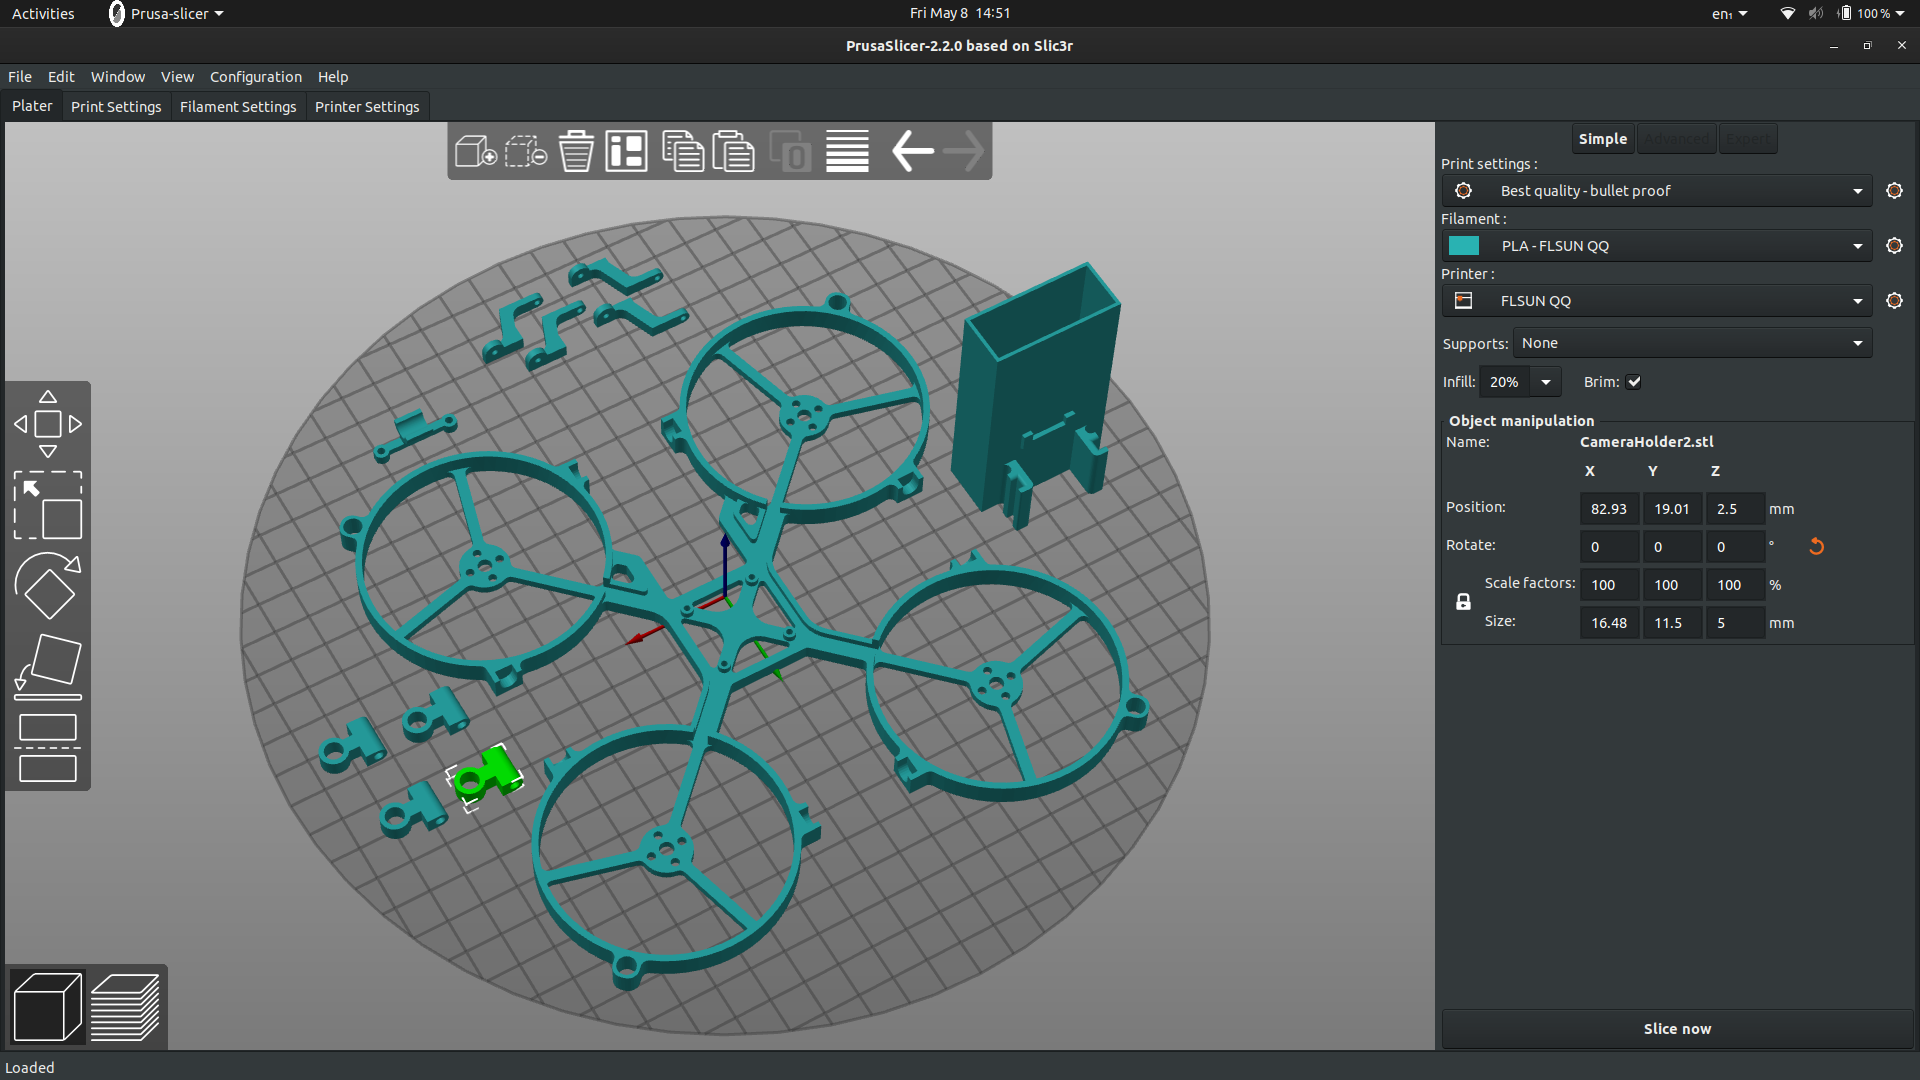 Activities Prusa-slicer Fri May 8 14:51 en₁ 100 %
PrusaSlicer-2.2.0 based on Slic3r
File Edit Window View Configuration Help
Plater Print Settings Filament Settings Printer Settings
Simple Advanced Expert
Print settings :
Best quality - bullet proof
Filament :
PLA - FLSUN QQ
Printer :
FLSUN QQ
Supports: None
Infill: 20% Brim:
Object manipulation
Name: CameraHolder2.stl
X Y Z
Position: 82.93 19.01 2.5 mm
Rotate: 0 0 0 °
Scale factors: 100 100 100 %
Size: 16.48 11.5 5 mm
Slice now
Loaded